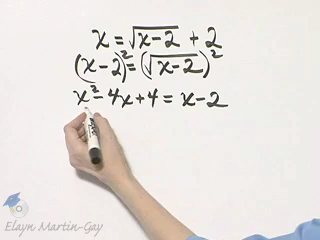 x = √(x-2) + 2
(x-2)² = (√(x-2))²
x² - 4x + 4 = x - 2
Elayn Martin-Gay